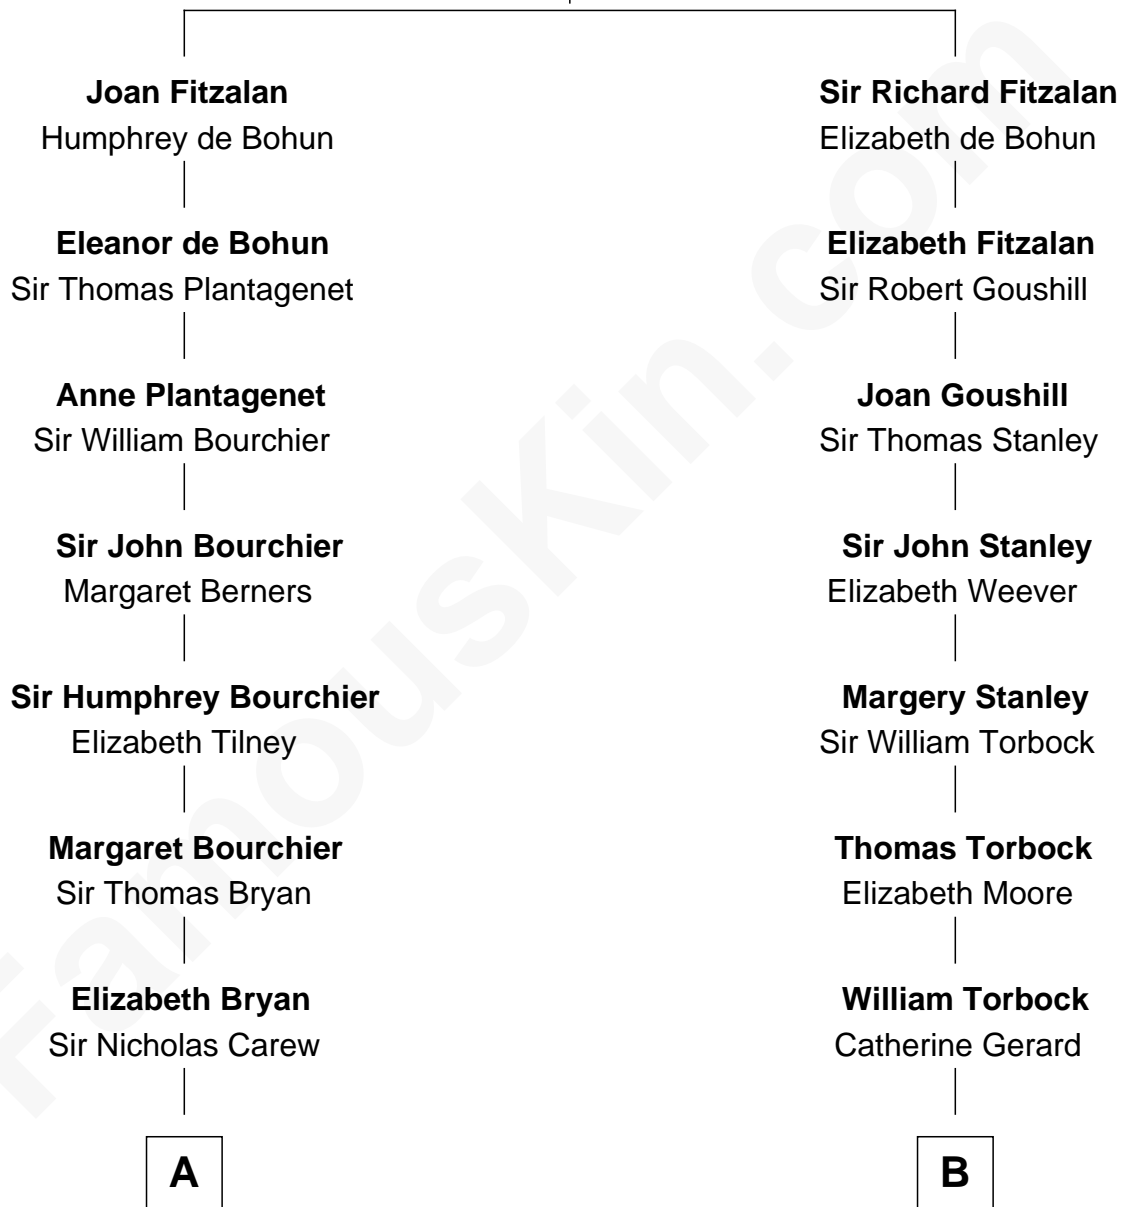 Joan Fitzalan
Humphrey de Bohun
Eleanor de Bohun
Sir Thomas Plantagenet
Anne Plantagenet
Sir William Bourchier
Sir John Bourchier
Margaret Berners
Sir Humphrey Bourchier
Elizabeth Tilney
Margaret Bourchier
Sir Thomas Bryan
Elizabeth Bryan
Sir Nicholas Carew
A
Sir Richard Fitzalan
Elizabeth de Bohun
Elizabeth Fitzalan
Sir Robert Goushill
Joan Goushill
Sir Thomas Stanley
Sir John Stanley
Elizabeth Weever
Margery Stanley
Sir William Torbock
Thomas Torbock
Elizabeth Moore
William Torbock
Catherine Gerard
B
FamousKin.com